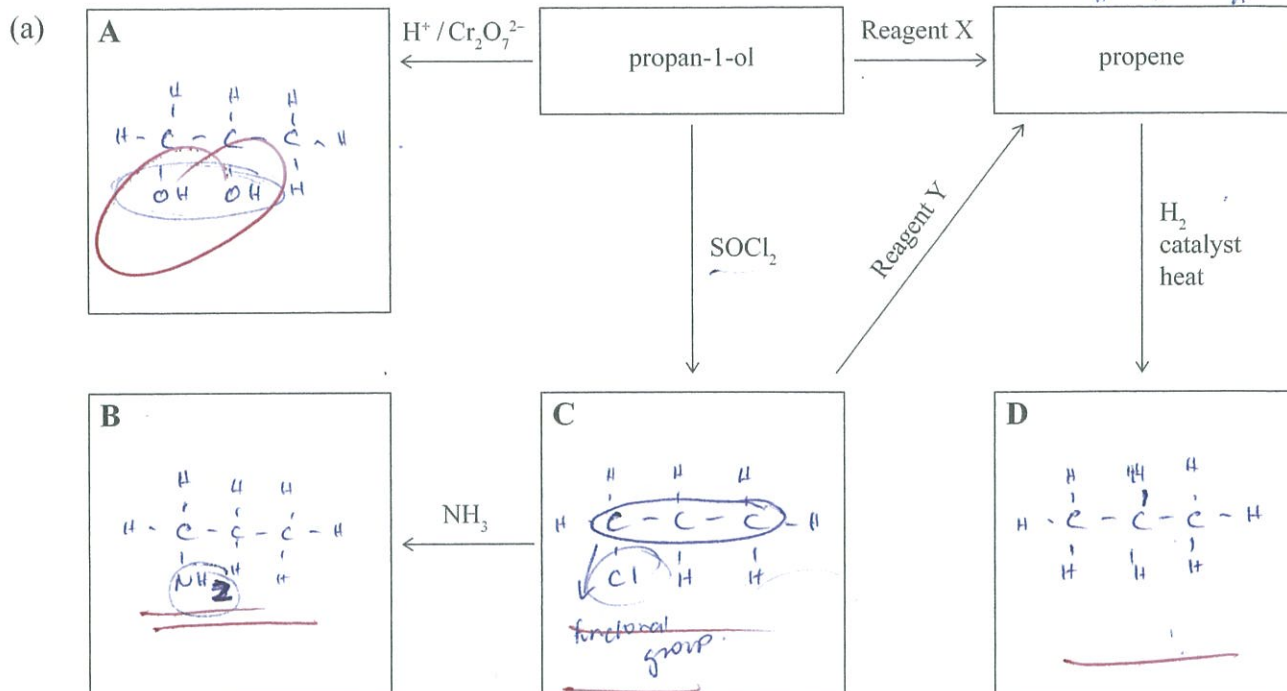 (a)
A
H⁺ / Cr₂O₇²⁻
propan-1-ol
Reagent X
propene
H H H
H - C - C - C - H
OH OH H
SOCl₂
Reagent Y
H₂
catalyst
heat
B
H H H
H - C - C - C - H
NH2 H H
NH₃
C
H H H
H C - C - C - H
Cl H H
functional
group.
D
H H H
H - C - C - C - H
H H H